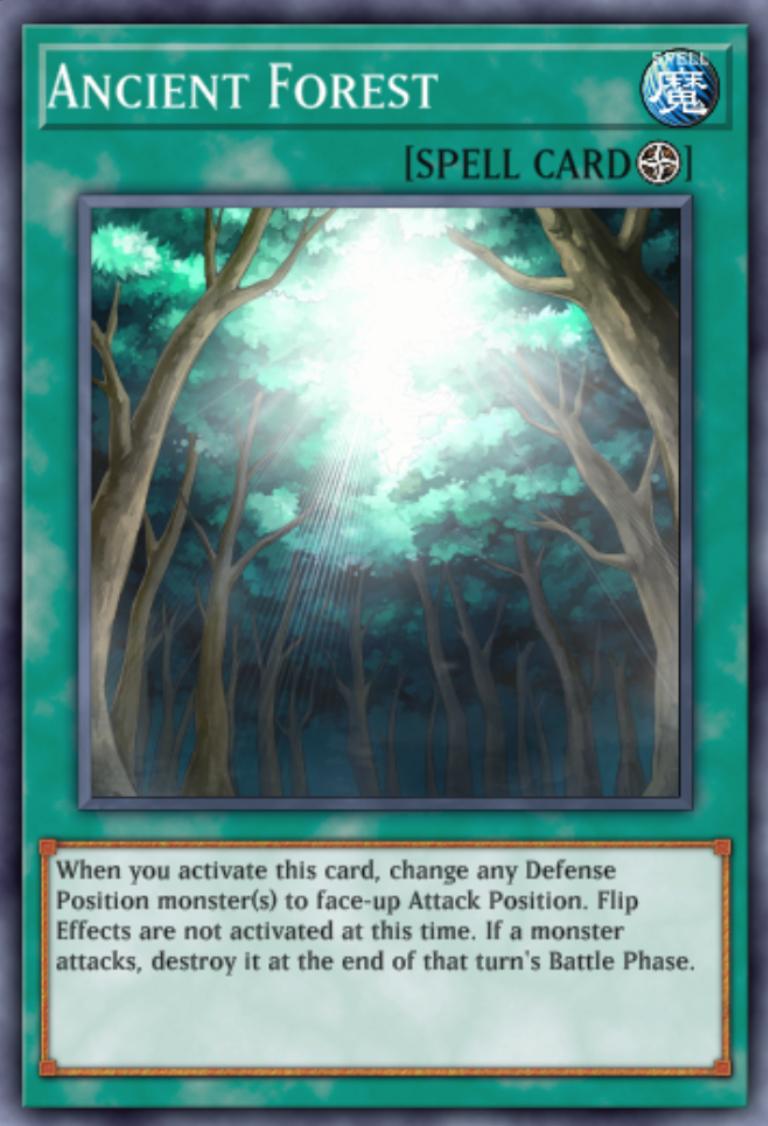 ANCIENT FOREST
SPELL
魔
[SPELL CARD]
When you activate this card, change any Defense
Position monster(s) to face-up Attack Position. Flip
Effects are not activated at this time. If a monster
attacks, destroy it at the end of that turn's Battle Phase.